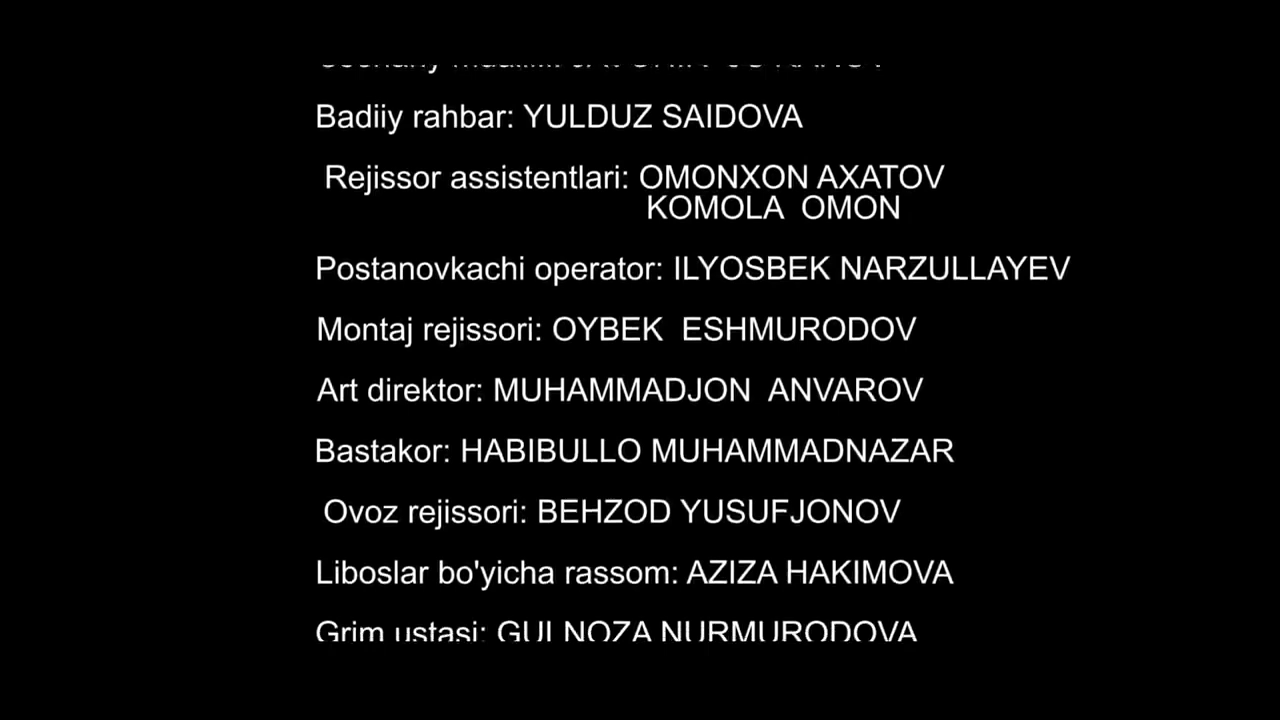 Badiiy rahbar: YULDUZ SAIDOVA
Rejissor assistentlari: OMONXON AXATOV
KOMOLA OMON
Postanovkachi operator: ILYOSBEK NARZULLAYEV
Montaj rejissori: OYBEK ESHMURODOV
Art direktor: MUHAMMADJON ANVAROV
Bastakor: HABIBULLO MUHAMMADNAZAR
Ovoz rejissori: BEHZOD YUSUFJONOV
Liboslar bo'yicha rassom: AZIZA HAKIMOVA
Grim ustasi: GULNOZA NURMURODOVA